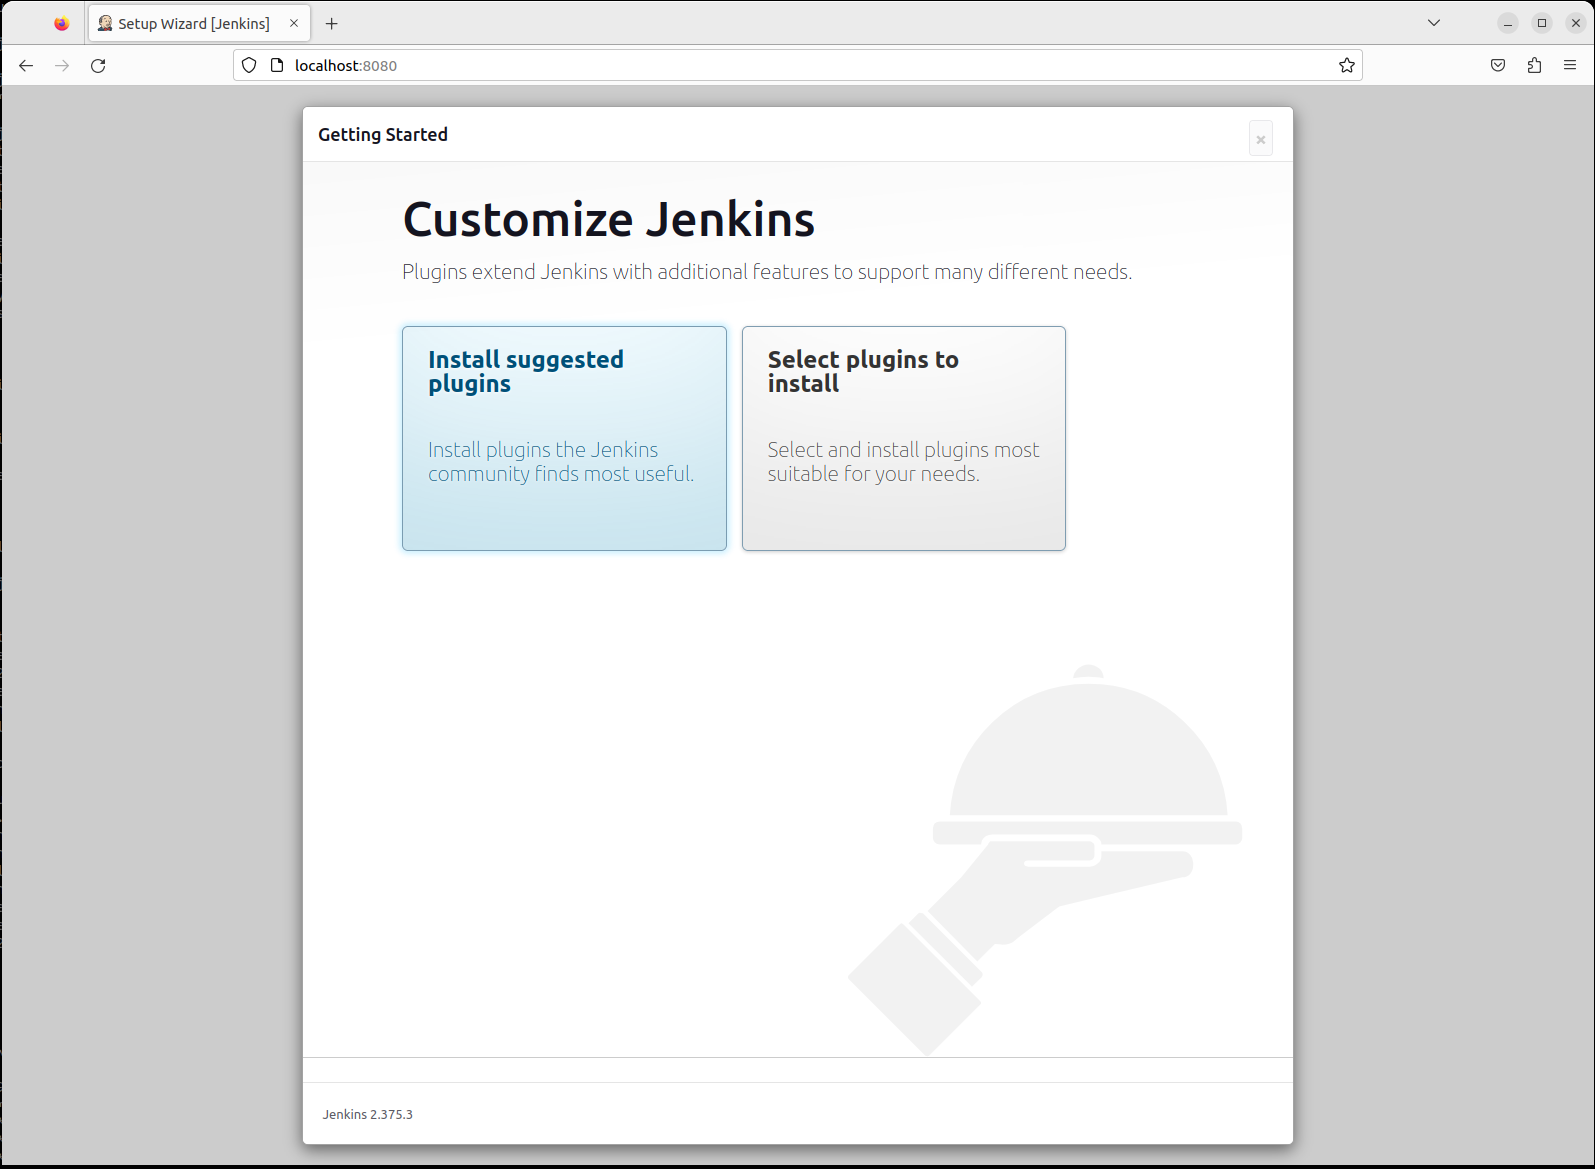 Setup Wizard [Jenkins]
localhost:8080
Getting Started
Customize Jenkins
Plugins extend Jenkins with additional features to support many different needs.
Install suggested
plugins
Install plugins the Jenkins
community finds most useful.
Select plugins to
install
Select and install plugins most
suitable for your needs.
Jenkins 2.375.3